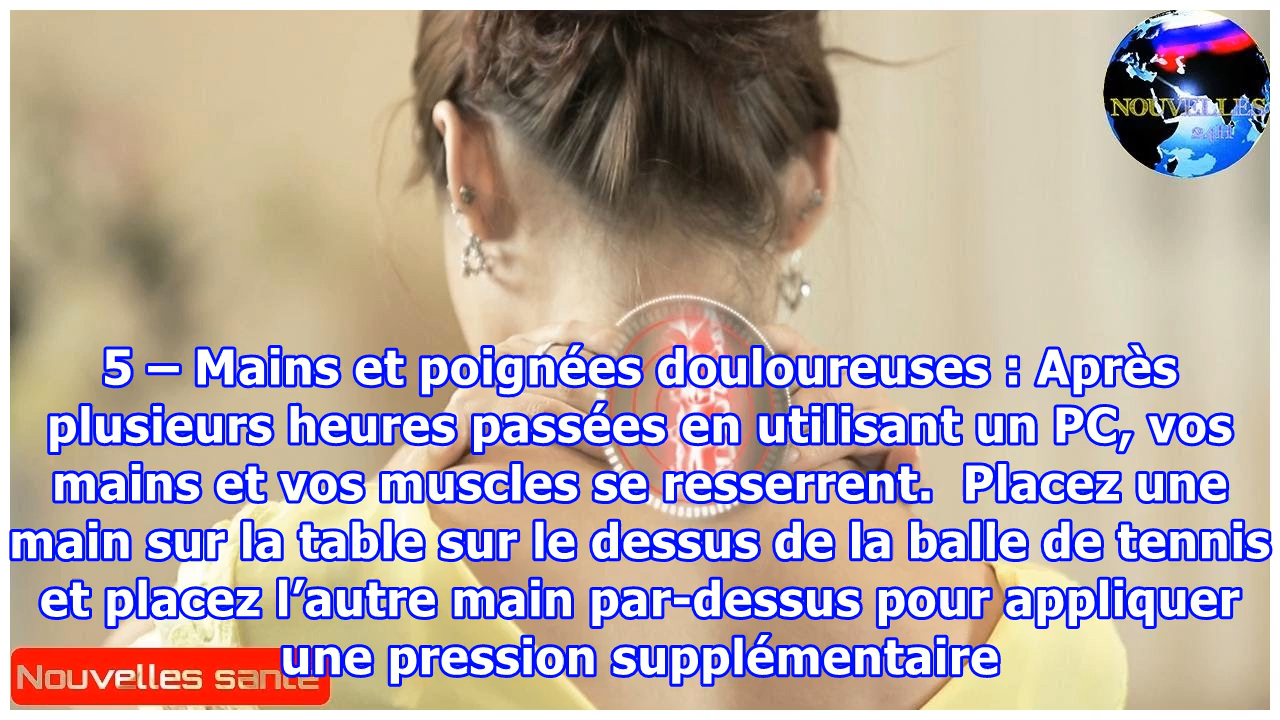 NOUVELLES
24H
5 – Mains et poignées douloureuses : Après
plusieurs heures passées en utilisant un PC, vos
mains et vos muscles se resserrent.  Placez une
main sur la table sur le dessus de la balle de tennis
et placez l’autre main par-dessus pour appliquer
une pression supplémentaire
Nouvelles santé